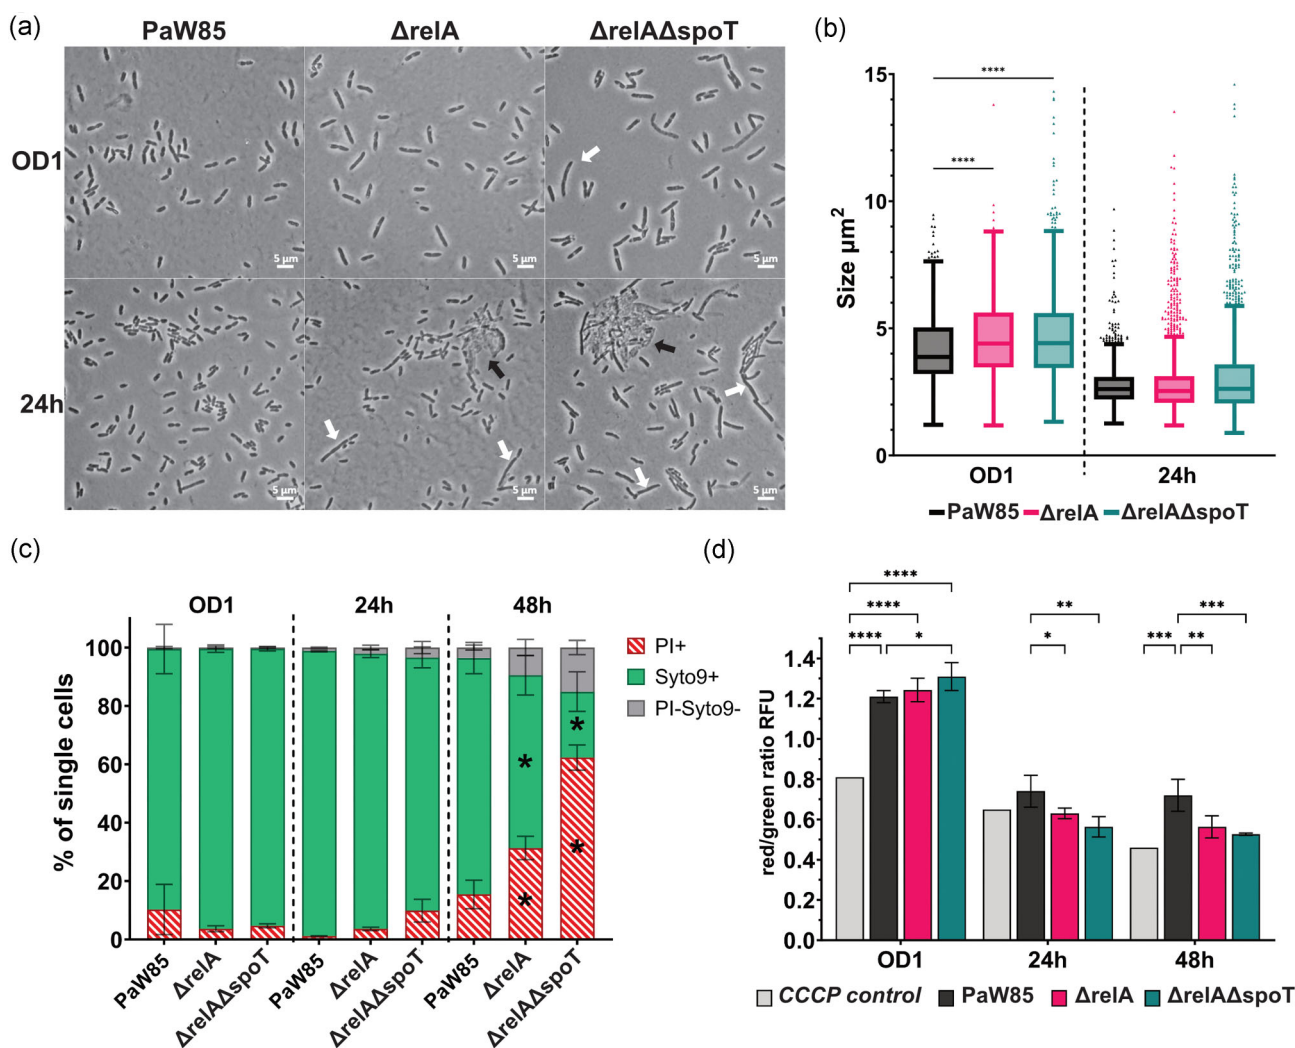 (a)
PaW85 ΔrelA ΔrelAΔspoT
OD1
5 µm 5 µm 5 µm
24h
5 µm 5 µm 5 µm
(b)
Size µm²
15
10
5
0
**** ****
OD1 24h
PaW85 ΔrelA ΔrelAΔspoT
(c)
OD1 24h 48h
% of single cells
100
80
60
40
20
0
* * * *
PI+
Syto9+
PI-Syto9-
PaW85 ΔrelA ΔrelAΔspoT PaW85 ΔrelA ΔrelAΔspoT PaW85 ΔrelA ΔrelAΔspoT
(d)
****
**** ** ***
**** * * *** **
red/green ratio RFU
1.4
1.2
1.0
0.8
0.6
0.4
0.2
0.0
OD1 24h 48h
CCCP control PaW85 ΔrelA ΔrelAΔspoT